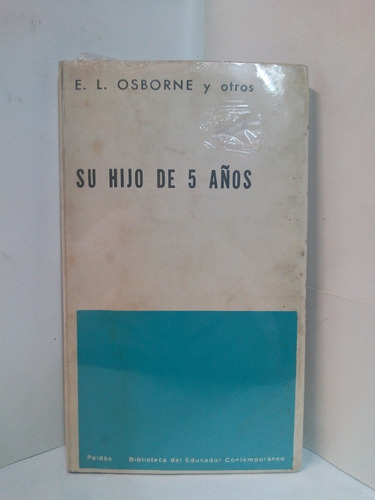 E. L. OSBORNE y otros
SU HIJO DE 5 AÑOS
Paidós Biblioteca del Educador Contemporáneo